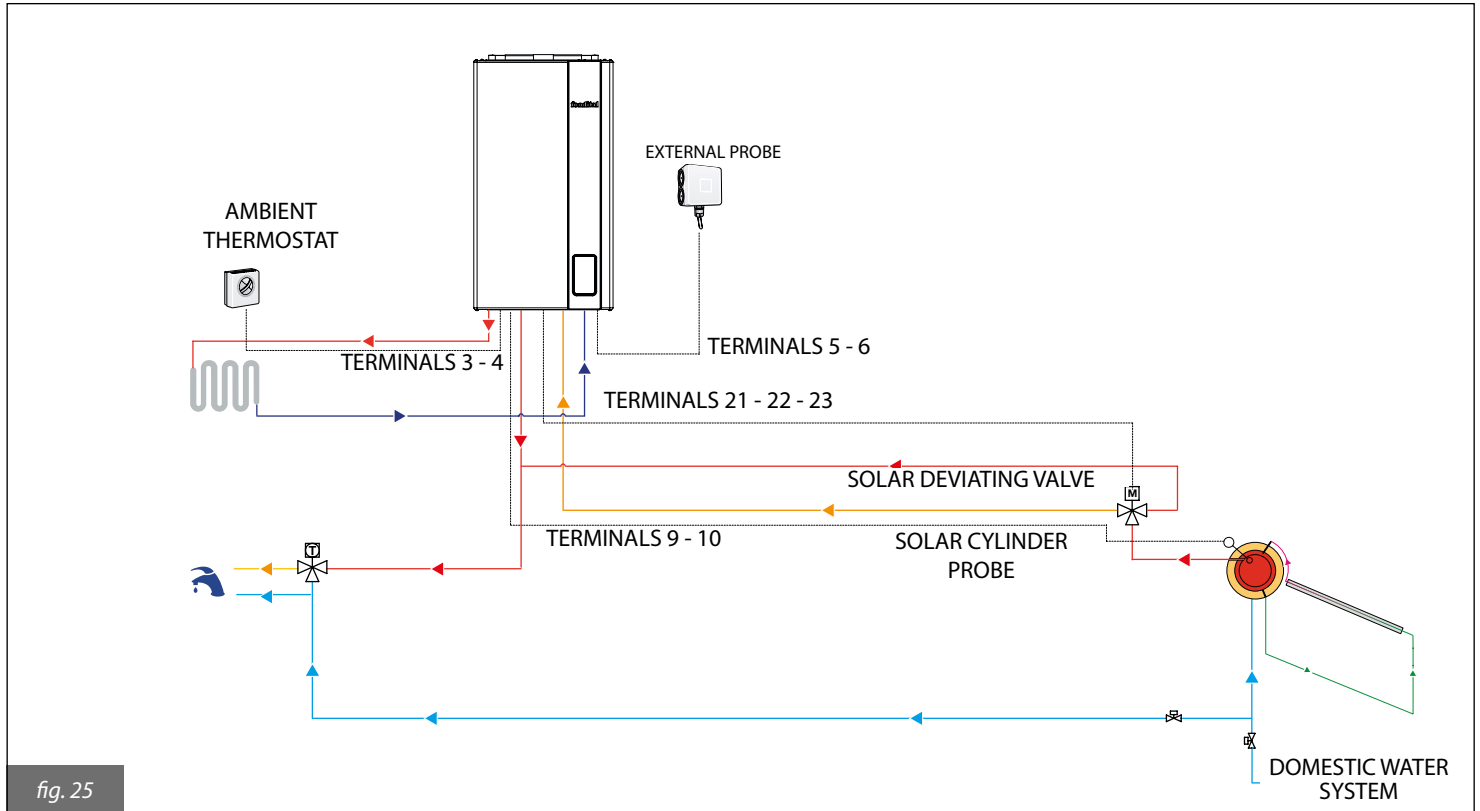 fondital
EXTERNAL PROBE
AMBIENT
THERMOSTAT
TERMINALS 3 - 4
TERMINALS 5 - 6
TERMINALS 21 - 22 - 23
SOLAR DEVIATING VALVE
M
TERMINALS 9 - 10
SOLAR CYLINDER
PROBE
T
DOMESTIC WATER
SYSTEM
fig. 25